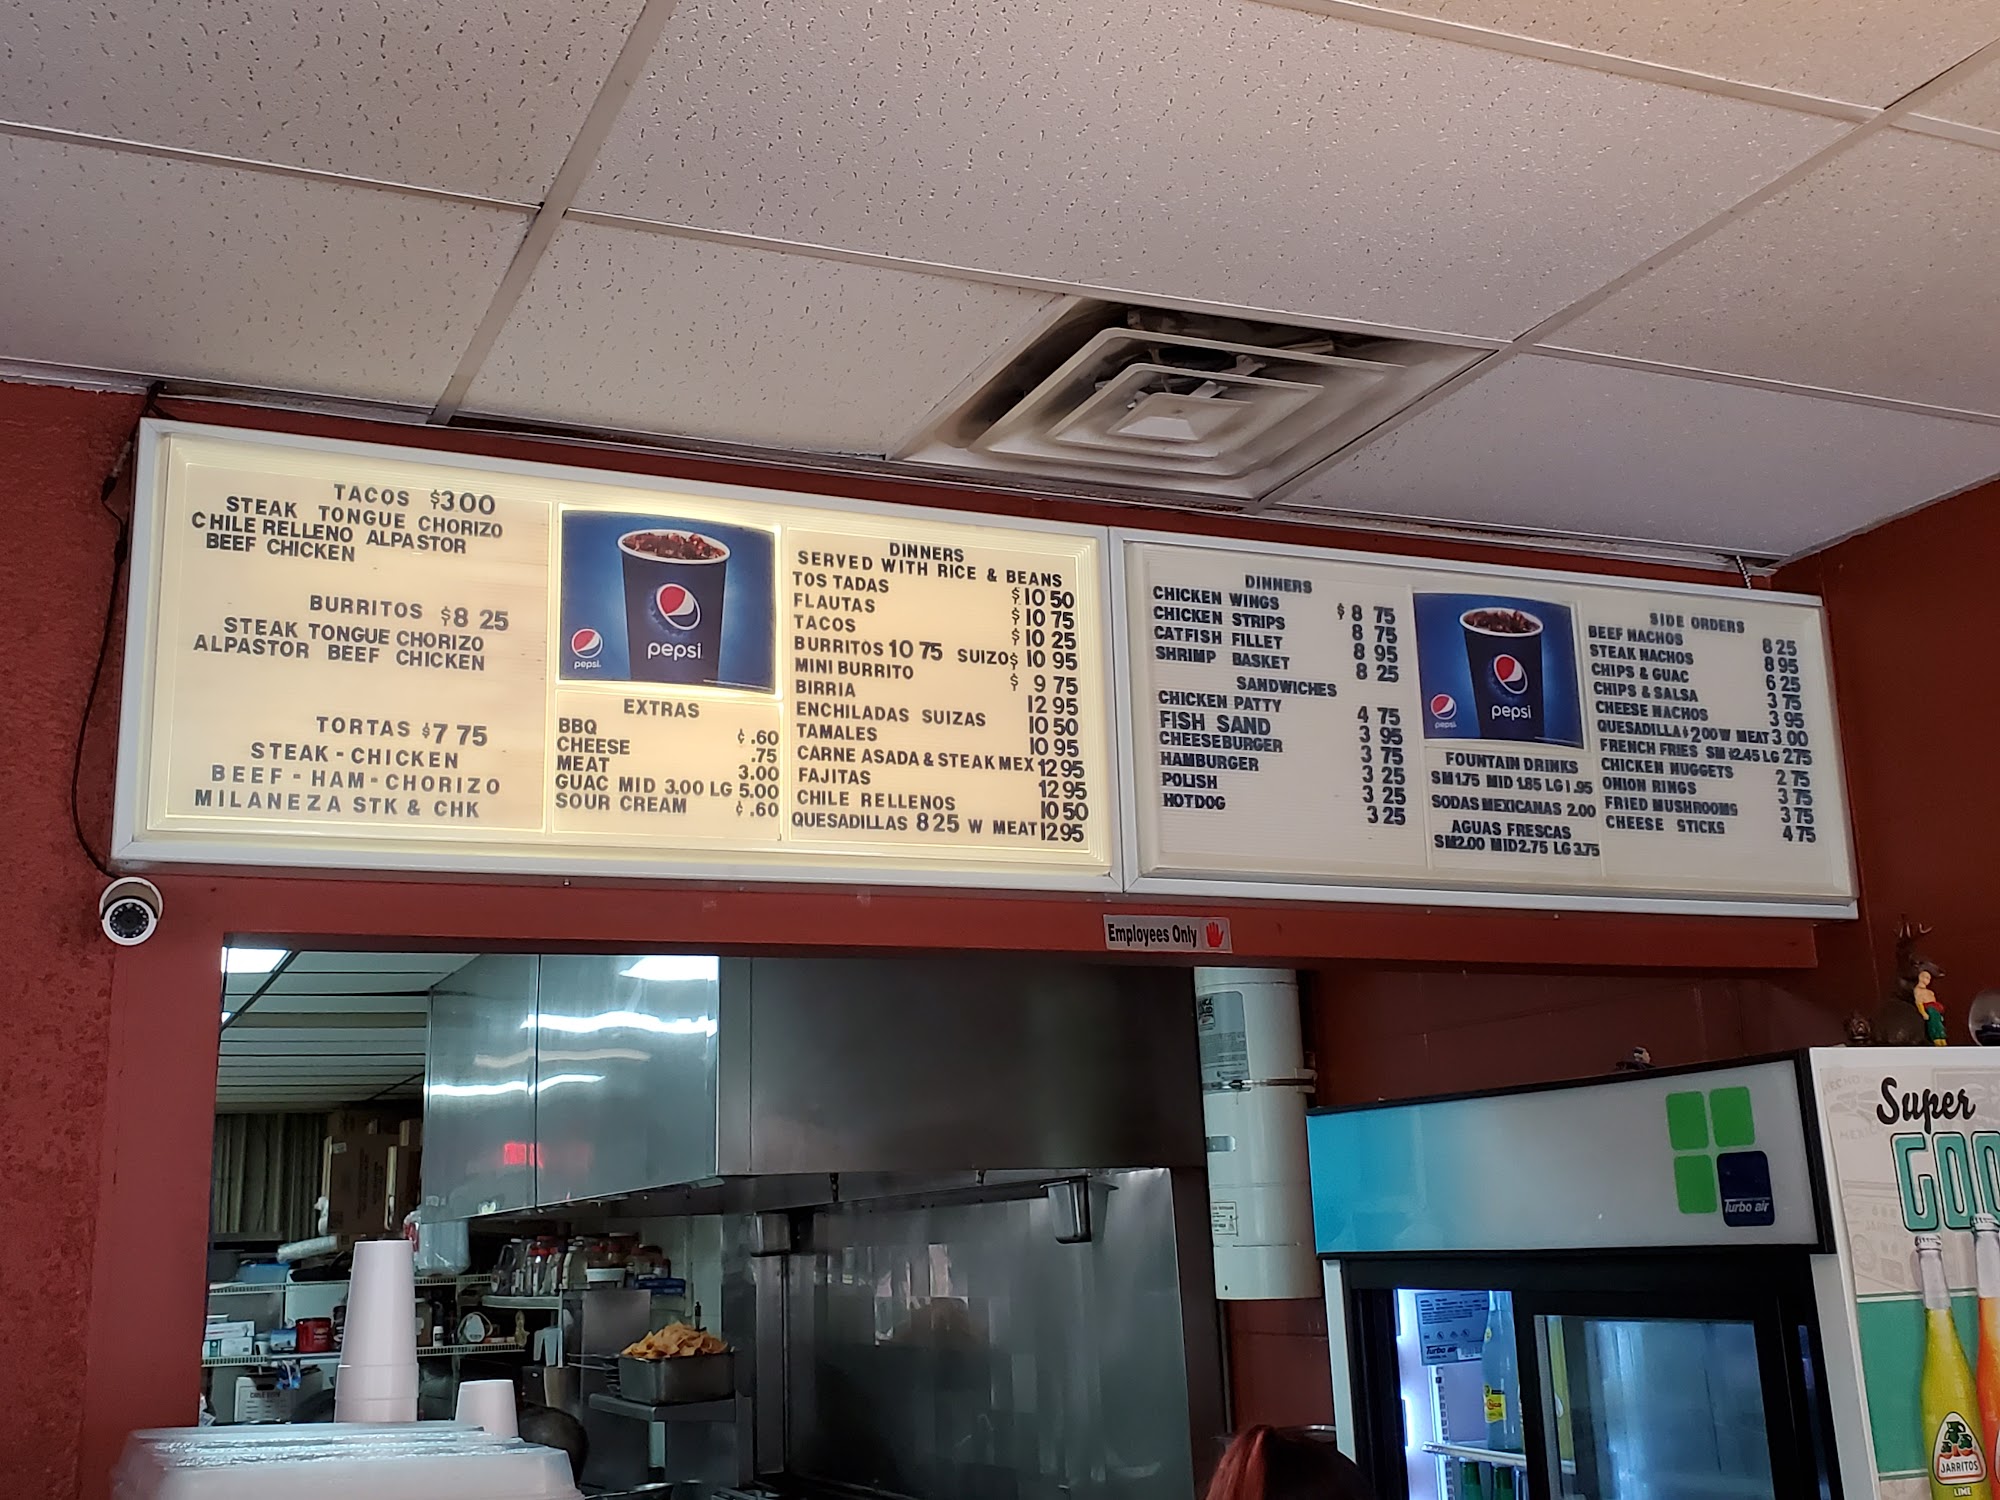 TACOS $3.00
STEAK TONGUE CHORIZO
CHILE RELLENO ALPASTOR
BEEF CHICKEN
BURRITOS $8 25
STEAK TONGUE CHORIZO
ALPASTOR BEEF CHICKEN
TORTAS $7 75
STEAK - CHICKEN
BEEF - HAM - CHORIZO
MILANEZA STK & CHK
pepsi
pepsi.
EXTRAS
BBQ ¢ .60
CHEESE .75
MEAT 3.00
GUAC MID 3.00 LG 5.00
SOUR CREAM ¢ .60
DINNERS
SERVED WITH RICE & BEANS
TOSTADAS $10 50
FLAUTAS $10 75
TACOS $10 25
BURRITOS 10 75 SUIZO$ 10 95
MINI BURRITO $ 9 75
BIRRIA 12 95
ENCHILADAS SUIZAS 10 50
TAMALES 10 95
CARNE ASADA & STEAK MEX 12 95
FAJITAS 12 95
CHILE RELLENOS 10 50
QUESADILLAS 8 25 W MEAT 12 95
DINNERS
CHICKEN WINGS $ 8 75
CHICKEN STRIPS 8 75
CATFISH FILLET 8 95
SHRIMP BASKET 8 25
SANDWICHES
CHICKEN PATTY 4 75
FISH SAND 3 95
CHEESEBURGER 3 75
HAMBURGER 3 25
POLISH 3 25
HOTDOG 3 25
pepsi
pepsi.
FOUNTAIN DRINKS
SM 1.75 MID 1.85 LG 1.95
SODAS MEXICANAS 2.00
AGUAS FRESCAS
SM 2.00 MID 2.75 LG 3.75
SIDE ORDERS
BEEF NACHOS 8 25
STEAK NACHOS 8 95
CHIPS & GUAC 6 25
CHIPS & SALSA 3 75
CHEESE NACHOS 3 95
QUESADILLA $ 2 00 W MEAT 3 00
FRENCH FRIES SM $2.45 LG 2 75
CHICKEN NUGGETS 2 75
ONION RINGS 3 75
FRIED MUSHROOMS 3 75
CHEESE STICKS 4 75
Employees Only
Turbo air
Super
GOO
Turbo air
JARRITOS
LIME